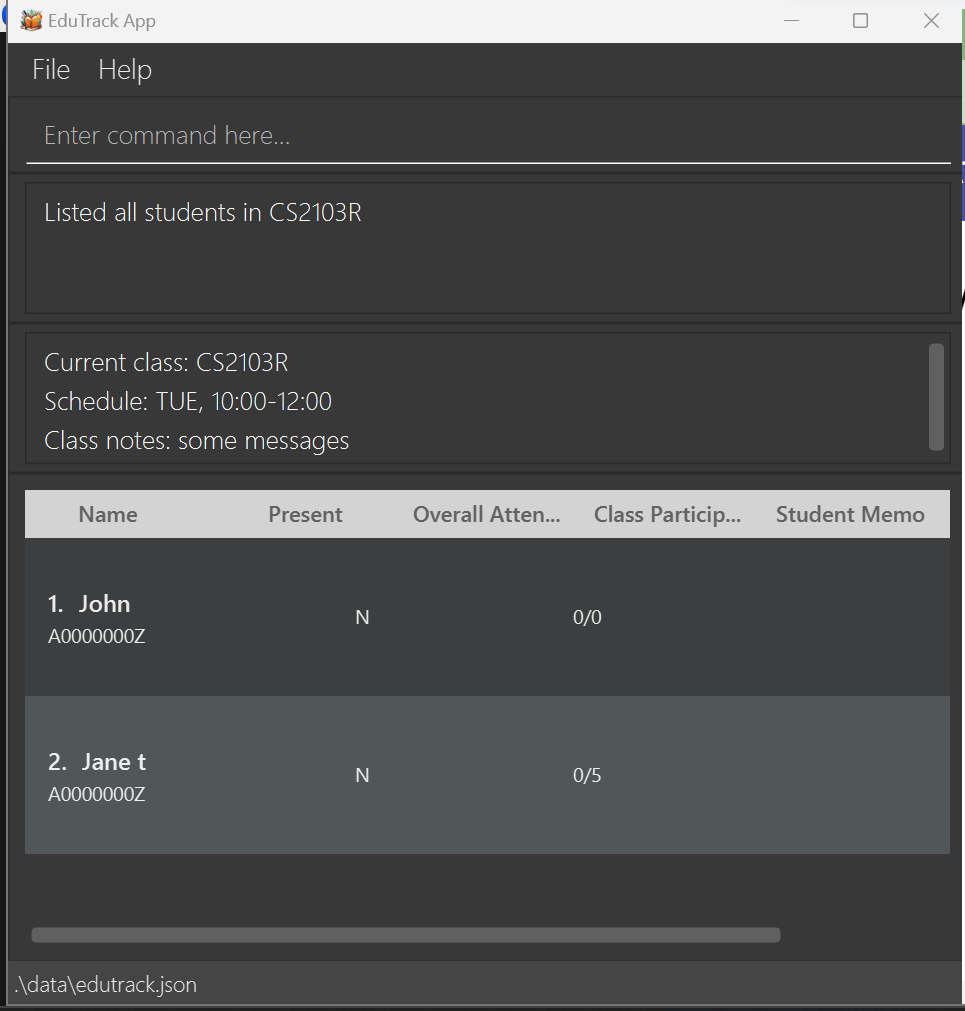 EduTrack App
File Help
Enter command here...
Listed all students in CS2103R
Current class: CS2103R
Schedule: TUE, 10:00-12:00
Class notes: some messages
Name Present Overall Atten... Class Particip... Student Memo
1. John
N 0/0
A0000000Z
2. Jane t
N 0/5
A0000000Z
.\data\edutrack.json